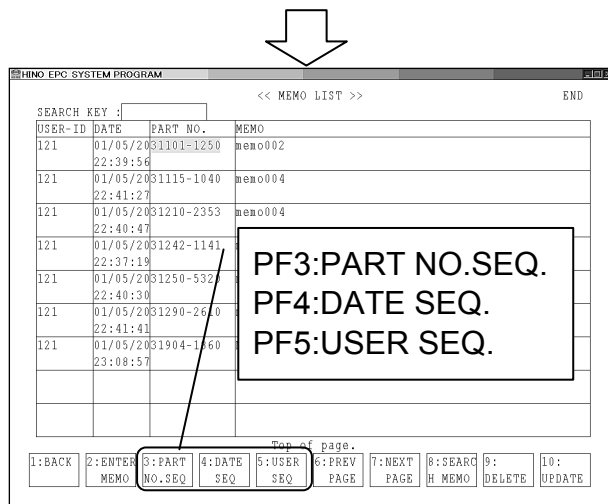 HINO EPC SYSTEM PROGRAM
<< MEMO LIST >> END
SEARCH KEY :
USER-ID DATE PART NO. MEMO
121 01/05/20 31101-1250 memo002
22:39:56
121 01/05/20 31115-1040 memo004
22:41:27
121 01/05/20 31210-2353 memo004
22:40:47
121 01/05/20 31242-1141
22:37:19
121 01/05/20 31250-5320
22:40:30
121 01/05/20 31290-2610
22:41:41
121 01/05/20 31904-1360
23:08:57
PF3:PART NO.SEQ.
PF4:DATE SEQ.
PF5:USER SEQ.
Top of page.
1:BACK 2:ENTER 3:PART 4:DATE 5:USER 6:PREV 7:NEXT 8:SEARC 9: 10:
MEMO NO.SEQ SEQ SEQ PAGE PAGE H MEMO DELETE UPDATE